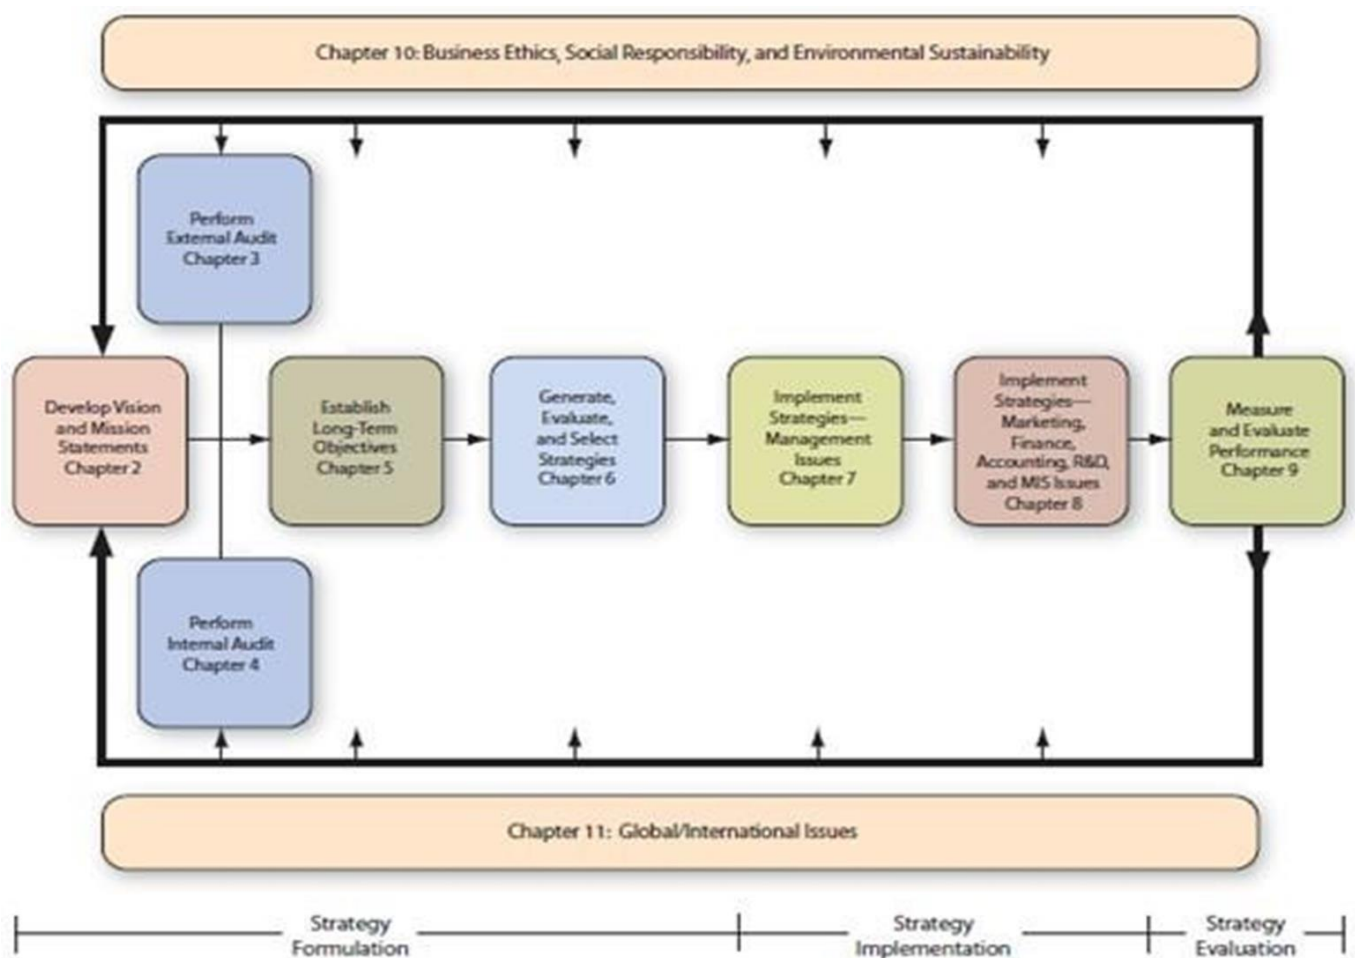 Chapter 10: Business Ethics, Social Responsibility, and Environmental Sustainability
Perform
External Audit
Chapter 3
Develop Vision
and Mission
Statements
Chapter 2
Establish
Long-Term
Objectives
Chapter 5
Generate,
Evaluate,
and Select
Strategies
Chapter 6
Implement
Strategies—
Management
Issues
Chapter 7
Implement
Strategies—
Marketing,
Finance,
Accounting, R&D,
and MIS Issues
Chapter 8
Measure
and Evaluate
Performance
Chapter 9
Perform
Internal Audit
Chapter 4
Chapter 11: Global/International Issues
Strategy
Formulation
Strategy
Implementation
Strategy
Evaluation